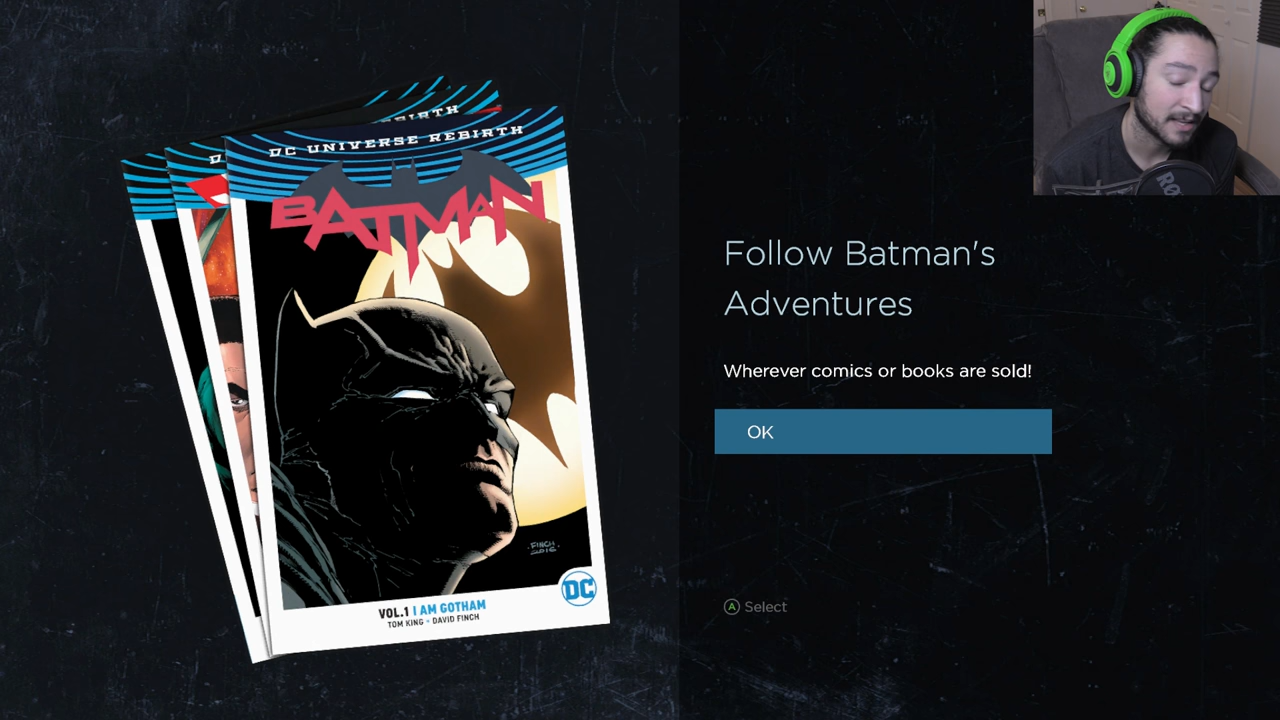 BIRTH
DC UNIVERSE REBIRTH
D
BATMAN
FINCH
2016
DC
VOL.1 I AM GOTHAM
TOM KING • DAVID FINCH
Follow Batman's
Adventures
Wherever comics or books are sold!
OK
A Select